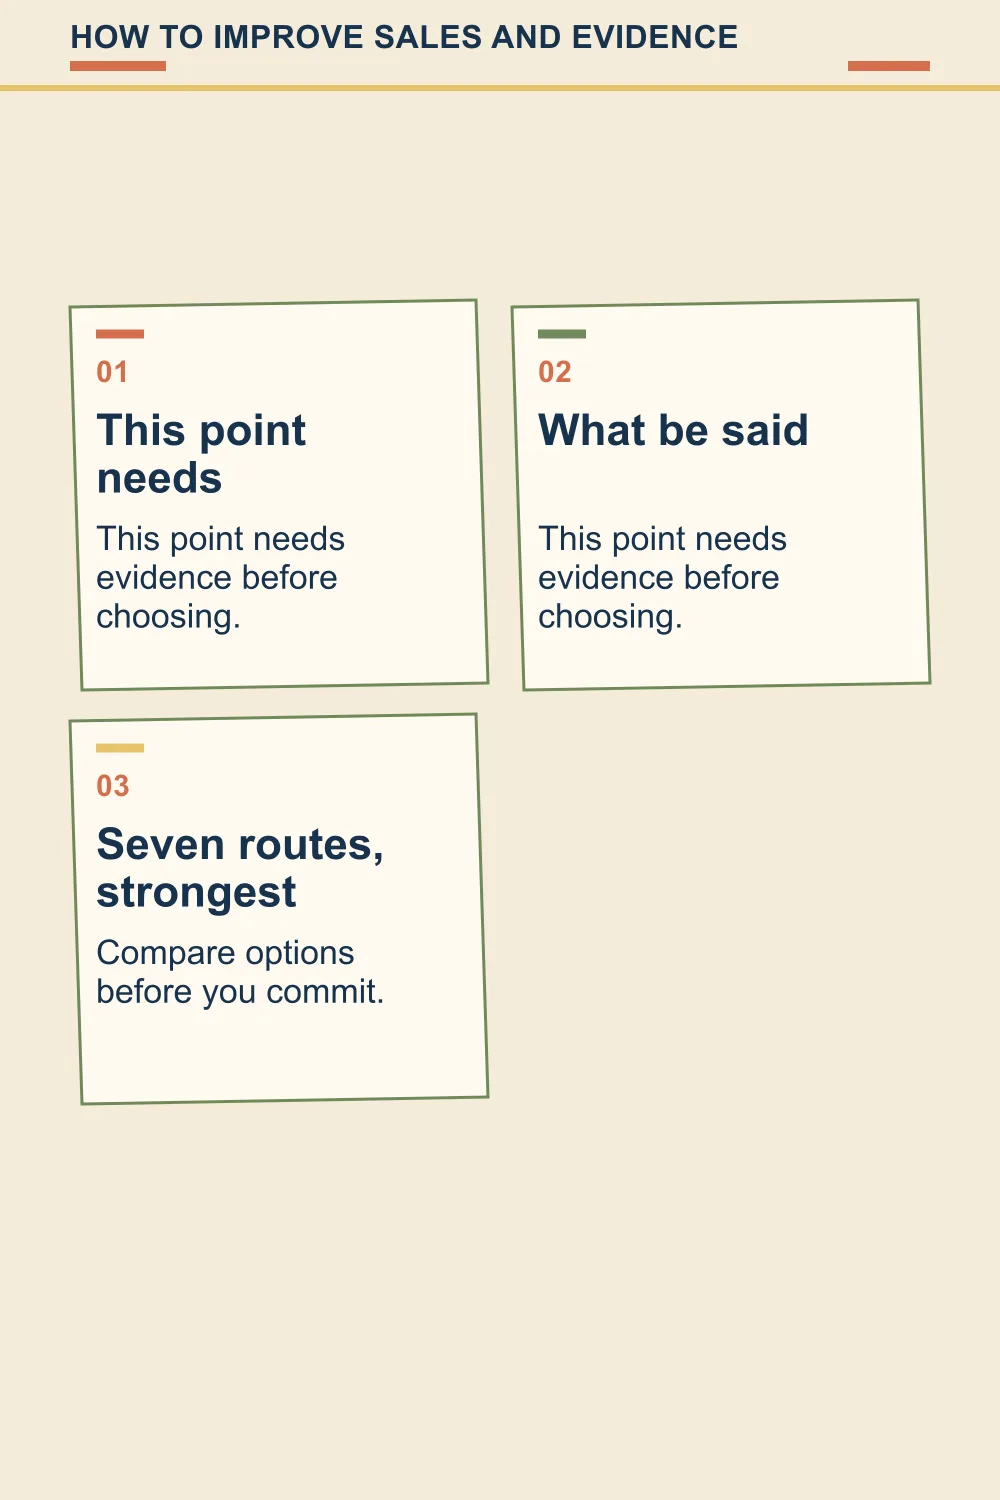 HOW TO IMPROVE SALES AND EVIDENCE
01
This point
needs
This point needs
evidence before
choosing.
02
What be said
This point needs
evidence before
choosing.
03
Seven routes,
strongest
Compare options
before you commit.